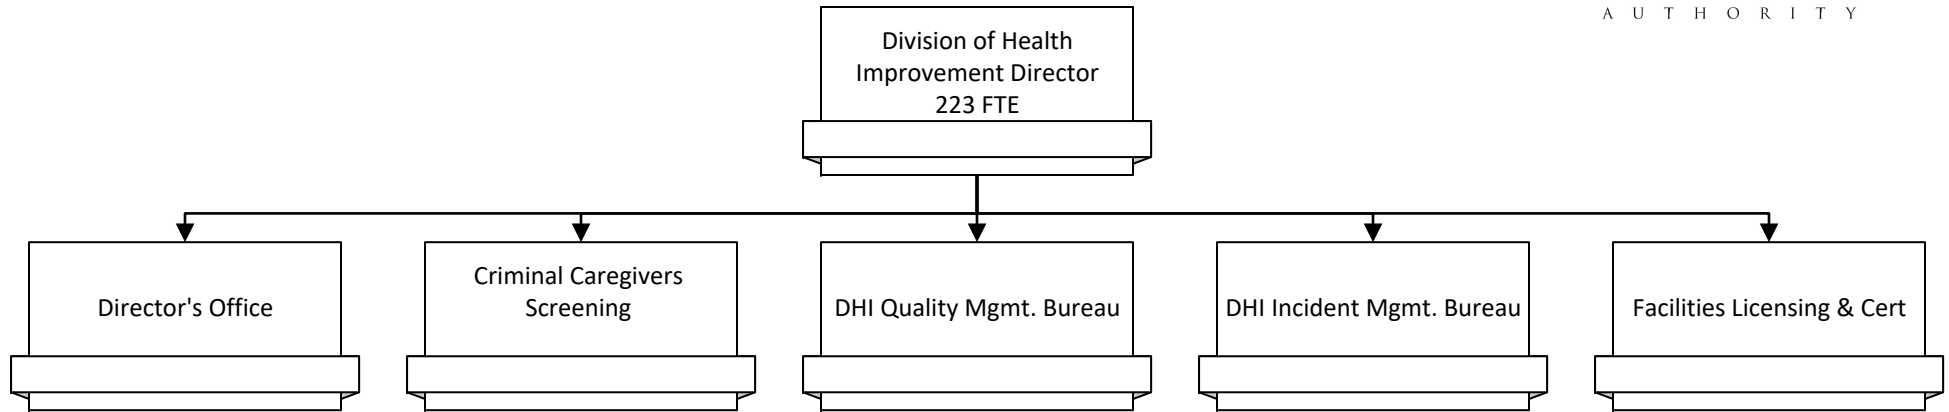 A U T H O R I T Y
Division of Health
Improvement Director
223 FTE
Director's Office
Criminal Caregivers
Screening
DHI Quality Mgmt. Bureau
DHI Incident Mgmt. Bureau
Facilities Licensing & Cert